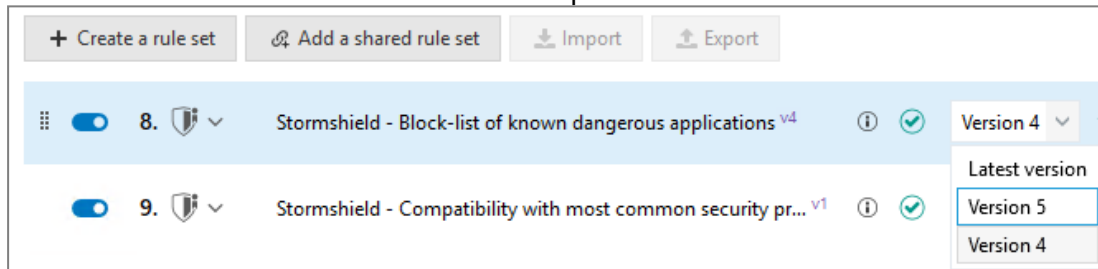 + Create a rule set Add a shared rule set Import Export
8. Stormshield - Block-list of known dangerous applications v4 Version 4
Latest version
9. Stormshield - Compatibility with most common security pr... v1 Version 5
Version 4